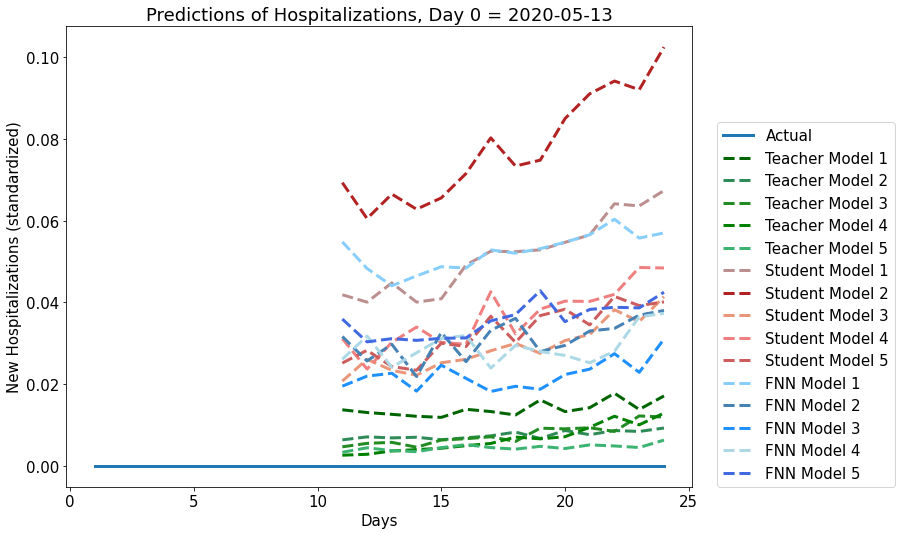 Predictions of Hospitalizations, Day 0 = 2020-05-13
New Hospitalizations (standardized)
0.10
0.08
0.06
0.04
0.02
0.00
0 5 10 15 20 25
Days
Actual
Teacher Model 1
Teacher Model 2
Teacher Model 3
Teacher Model 4
Teacher Model 5
Student Model 1
Student Model 2
Student Model 3
Student Model 4
Student Model 5
FNN Model 1
FNN Model 2
FNN Model 3
FNN Model 4
FNN Model 5